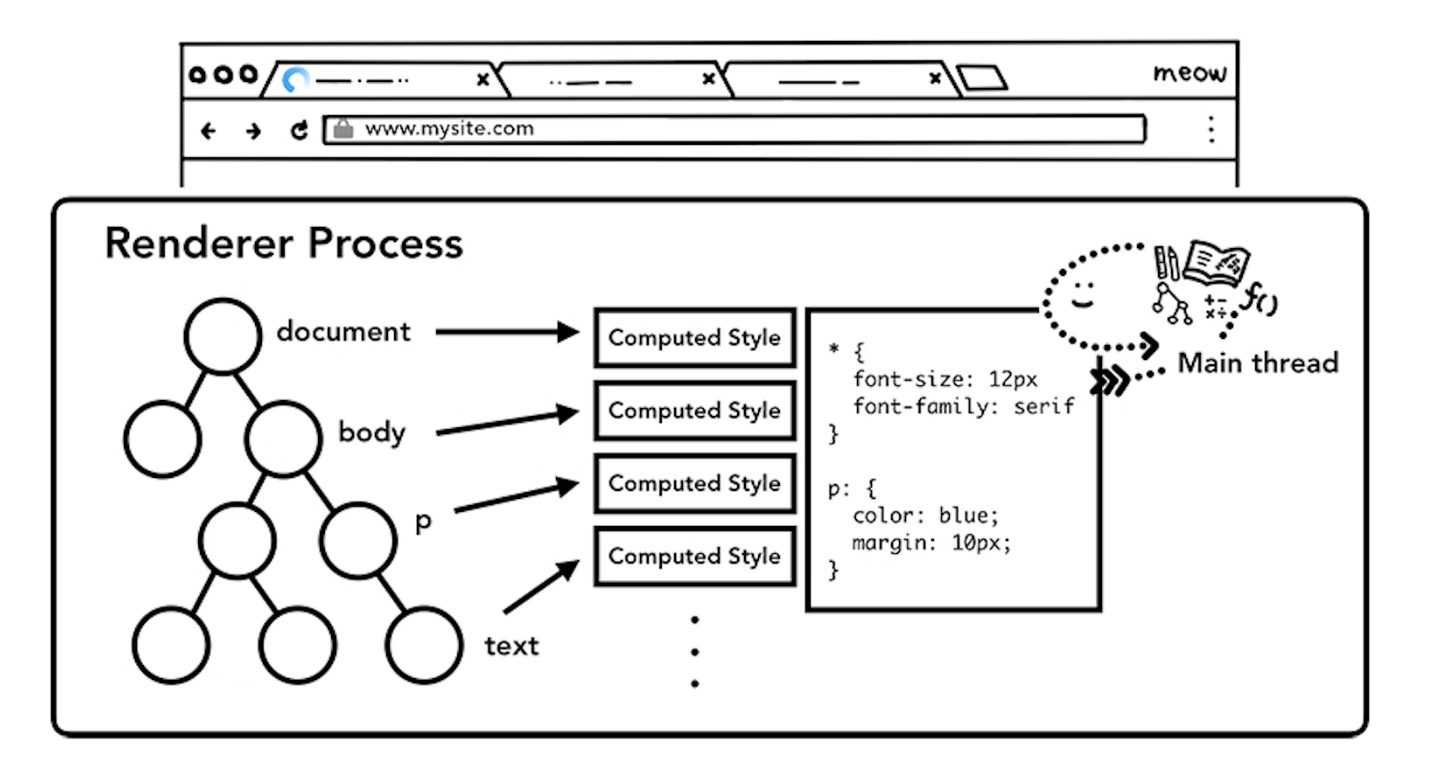 meow
www.mysite.com
Renderer Process
document
body
p
text
Computed Style
Computed Style
Computed Style
Computed Style
* {
font-size: 12px
font-family: serif
}
p: {
color: blue;
margin: 10px;
}
+-
×÷
f()
Main thread